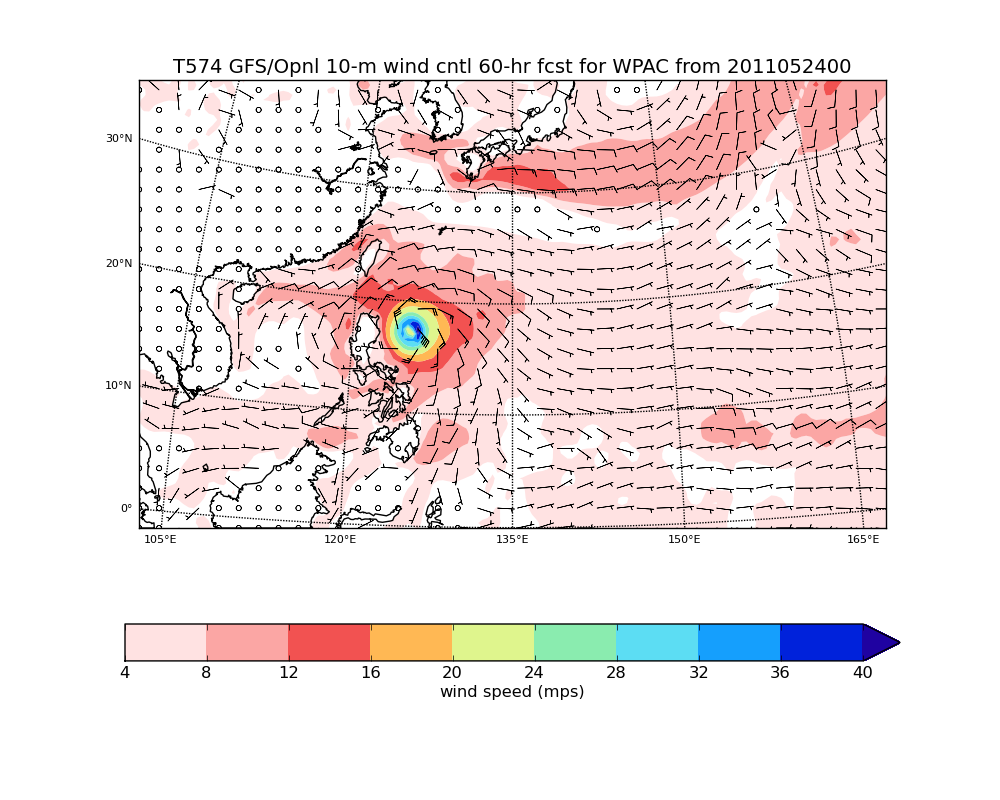 T574 GFS/Opnl 10-m wind cntl 60-hr fcst for WPAC from 2011052400
30°N
20°N
10°N
0°
105°E 120°E 135°E 150°E 165°E
4 8 12 16 20 24 28 32 36 40
wind speed (mps)